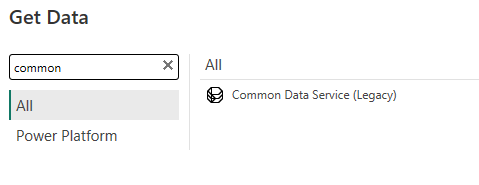 Get Data
common
All
Power Platform
All
Common Data Service (Legacy)